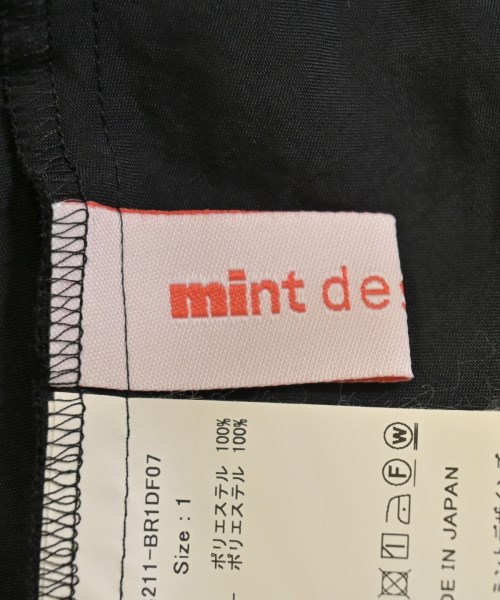 mint de
211-BR1DF07
Size : 1
ポリエステル 100%
ポリエステル 100%
F W
DE IN JAPAN